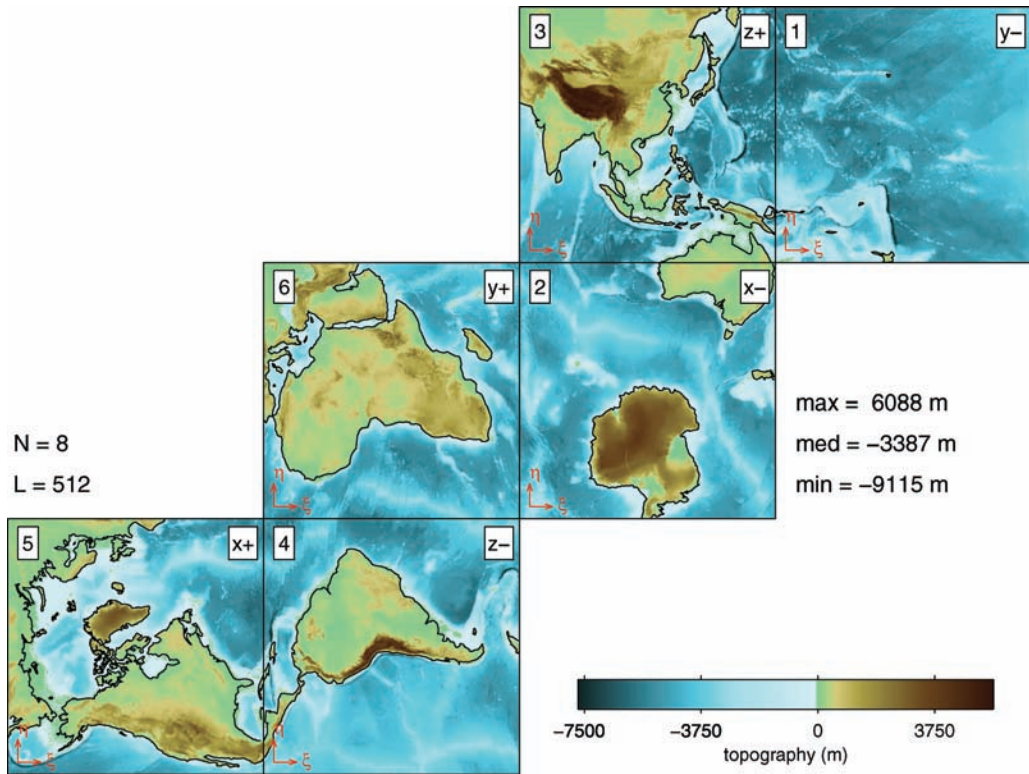 3 z+ 1 y−
η η
ξ ξ
6 y+ 2 x−
max = 6088 m
N = 8 med = −3387 m
L = 512 min = −9115 m
η η
ξ ξ
5 x+ 4 z−
η η
ξ ξ
−7500 −3750 0 3750
topography (m)